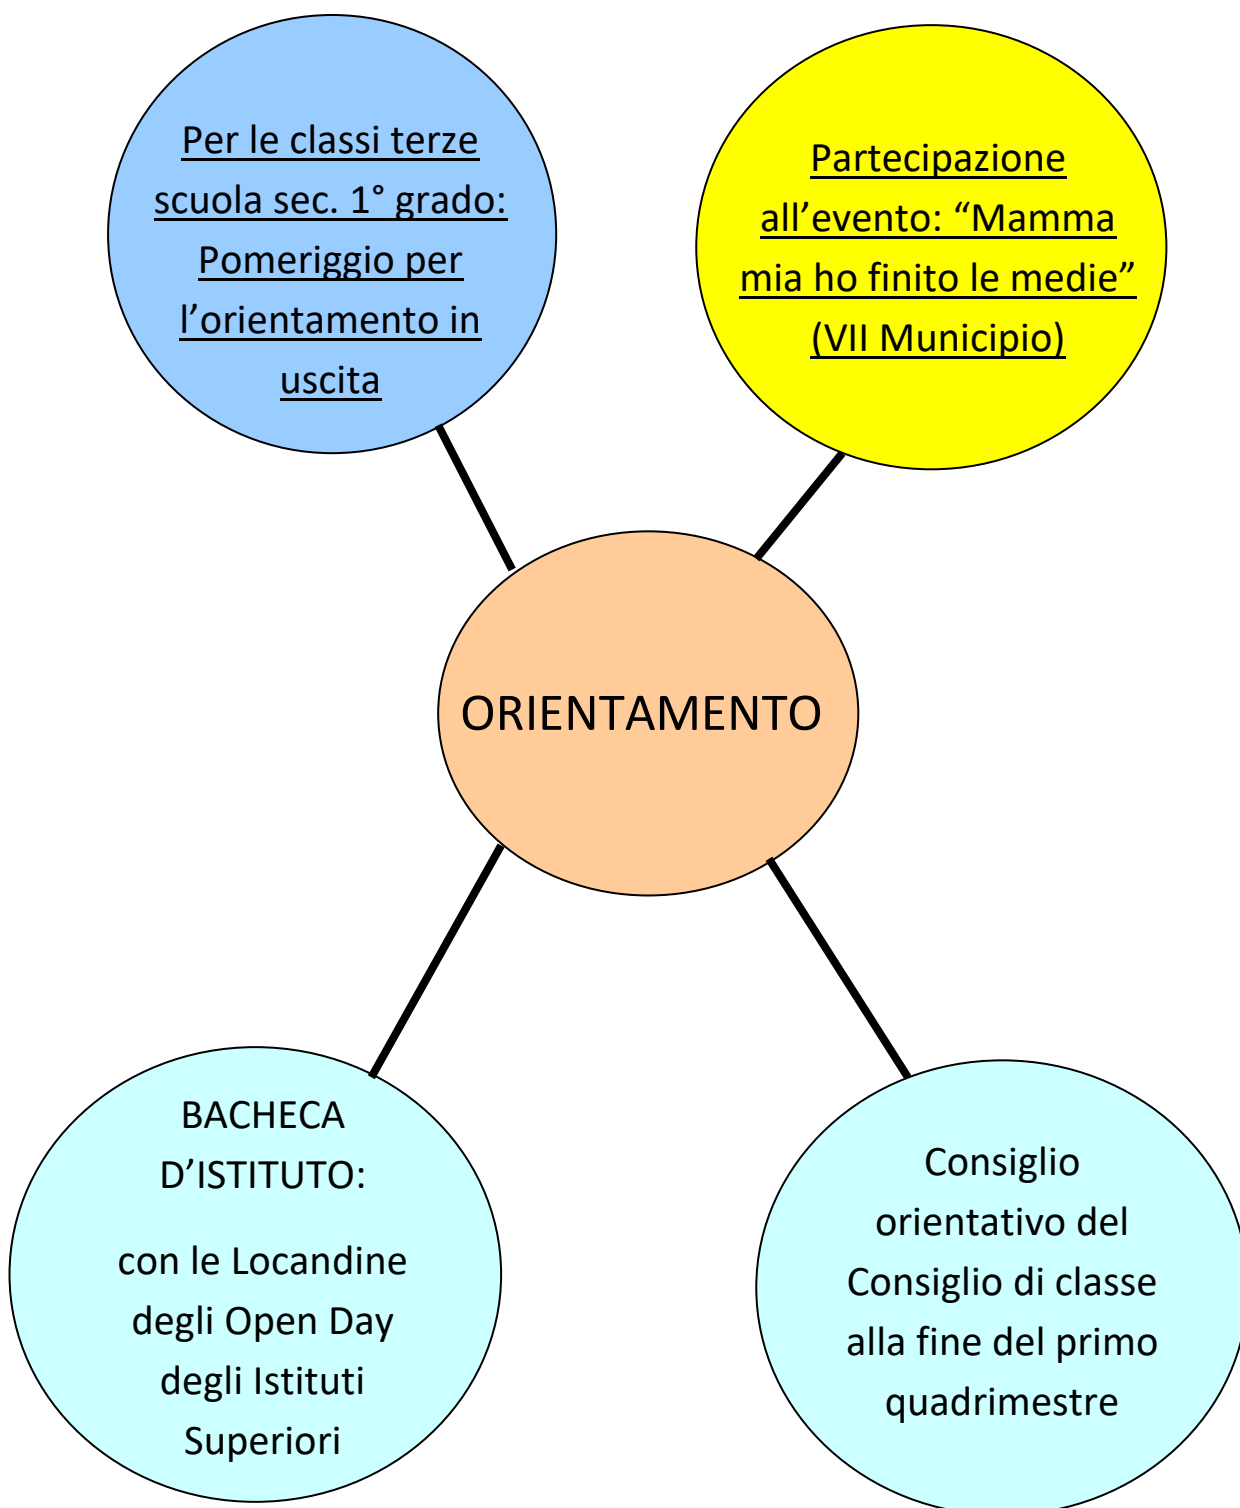 Per le classi terze
scuola sec. 1° grado:
Pomeriggio per
l’orientamento in
uscita
Partecipazione
all’evento: “Mamma
mia ho finito le medie”
(VII Municipio)
ORIENTAMENTO
BACHECA
D’ISTITUTO:
con le Locandine
degli Open Day
degli Istituti
Superiori
Consiglio
orientativo del
Consiglio di classe
alla fine del primo
quadrimestre